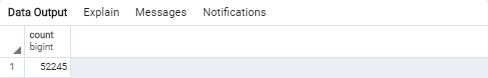 Data Output Explain Messages Notifications
count
bigint
1 52245